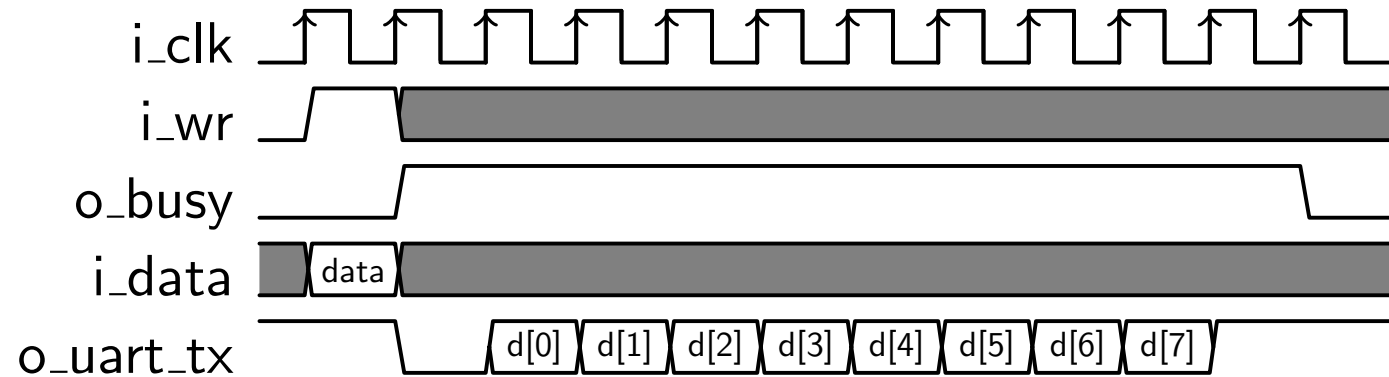 i_clk
i_wr
o_busy
i_data data
o_uart_tx d[0] d[1] d[2] d[3] d[4] d[5] d[6] d[7]